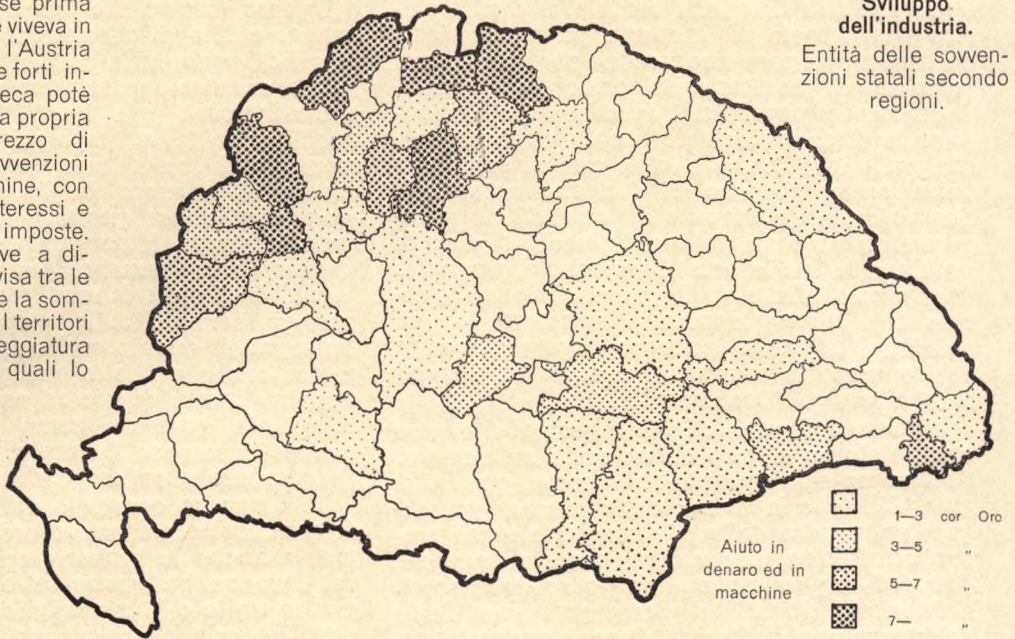 se prima
e viveva in
l'Austria
e forti in-
eca potè
a propria
rezzo di
vvenzioni
nine, con
teressi e
imposte.
ve a di-
visa tra le
e la som-
I territori
eggiatura
quali lo
Sviluppo
dell'industria.
Entità delle sovven-
zioni statali secondo
regioni.
Aiuto in
denaro ed in
macchine
1—3 cor Oro
3—5 „
5—7 „
7— „